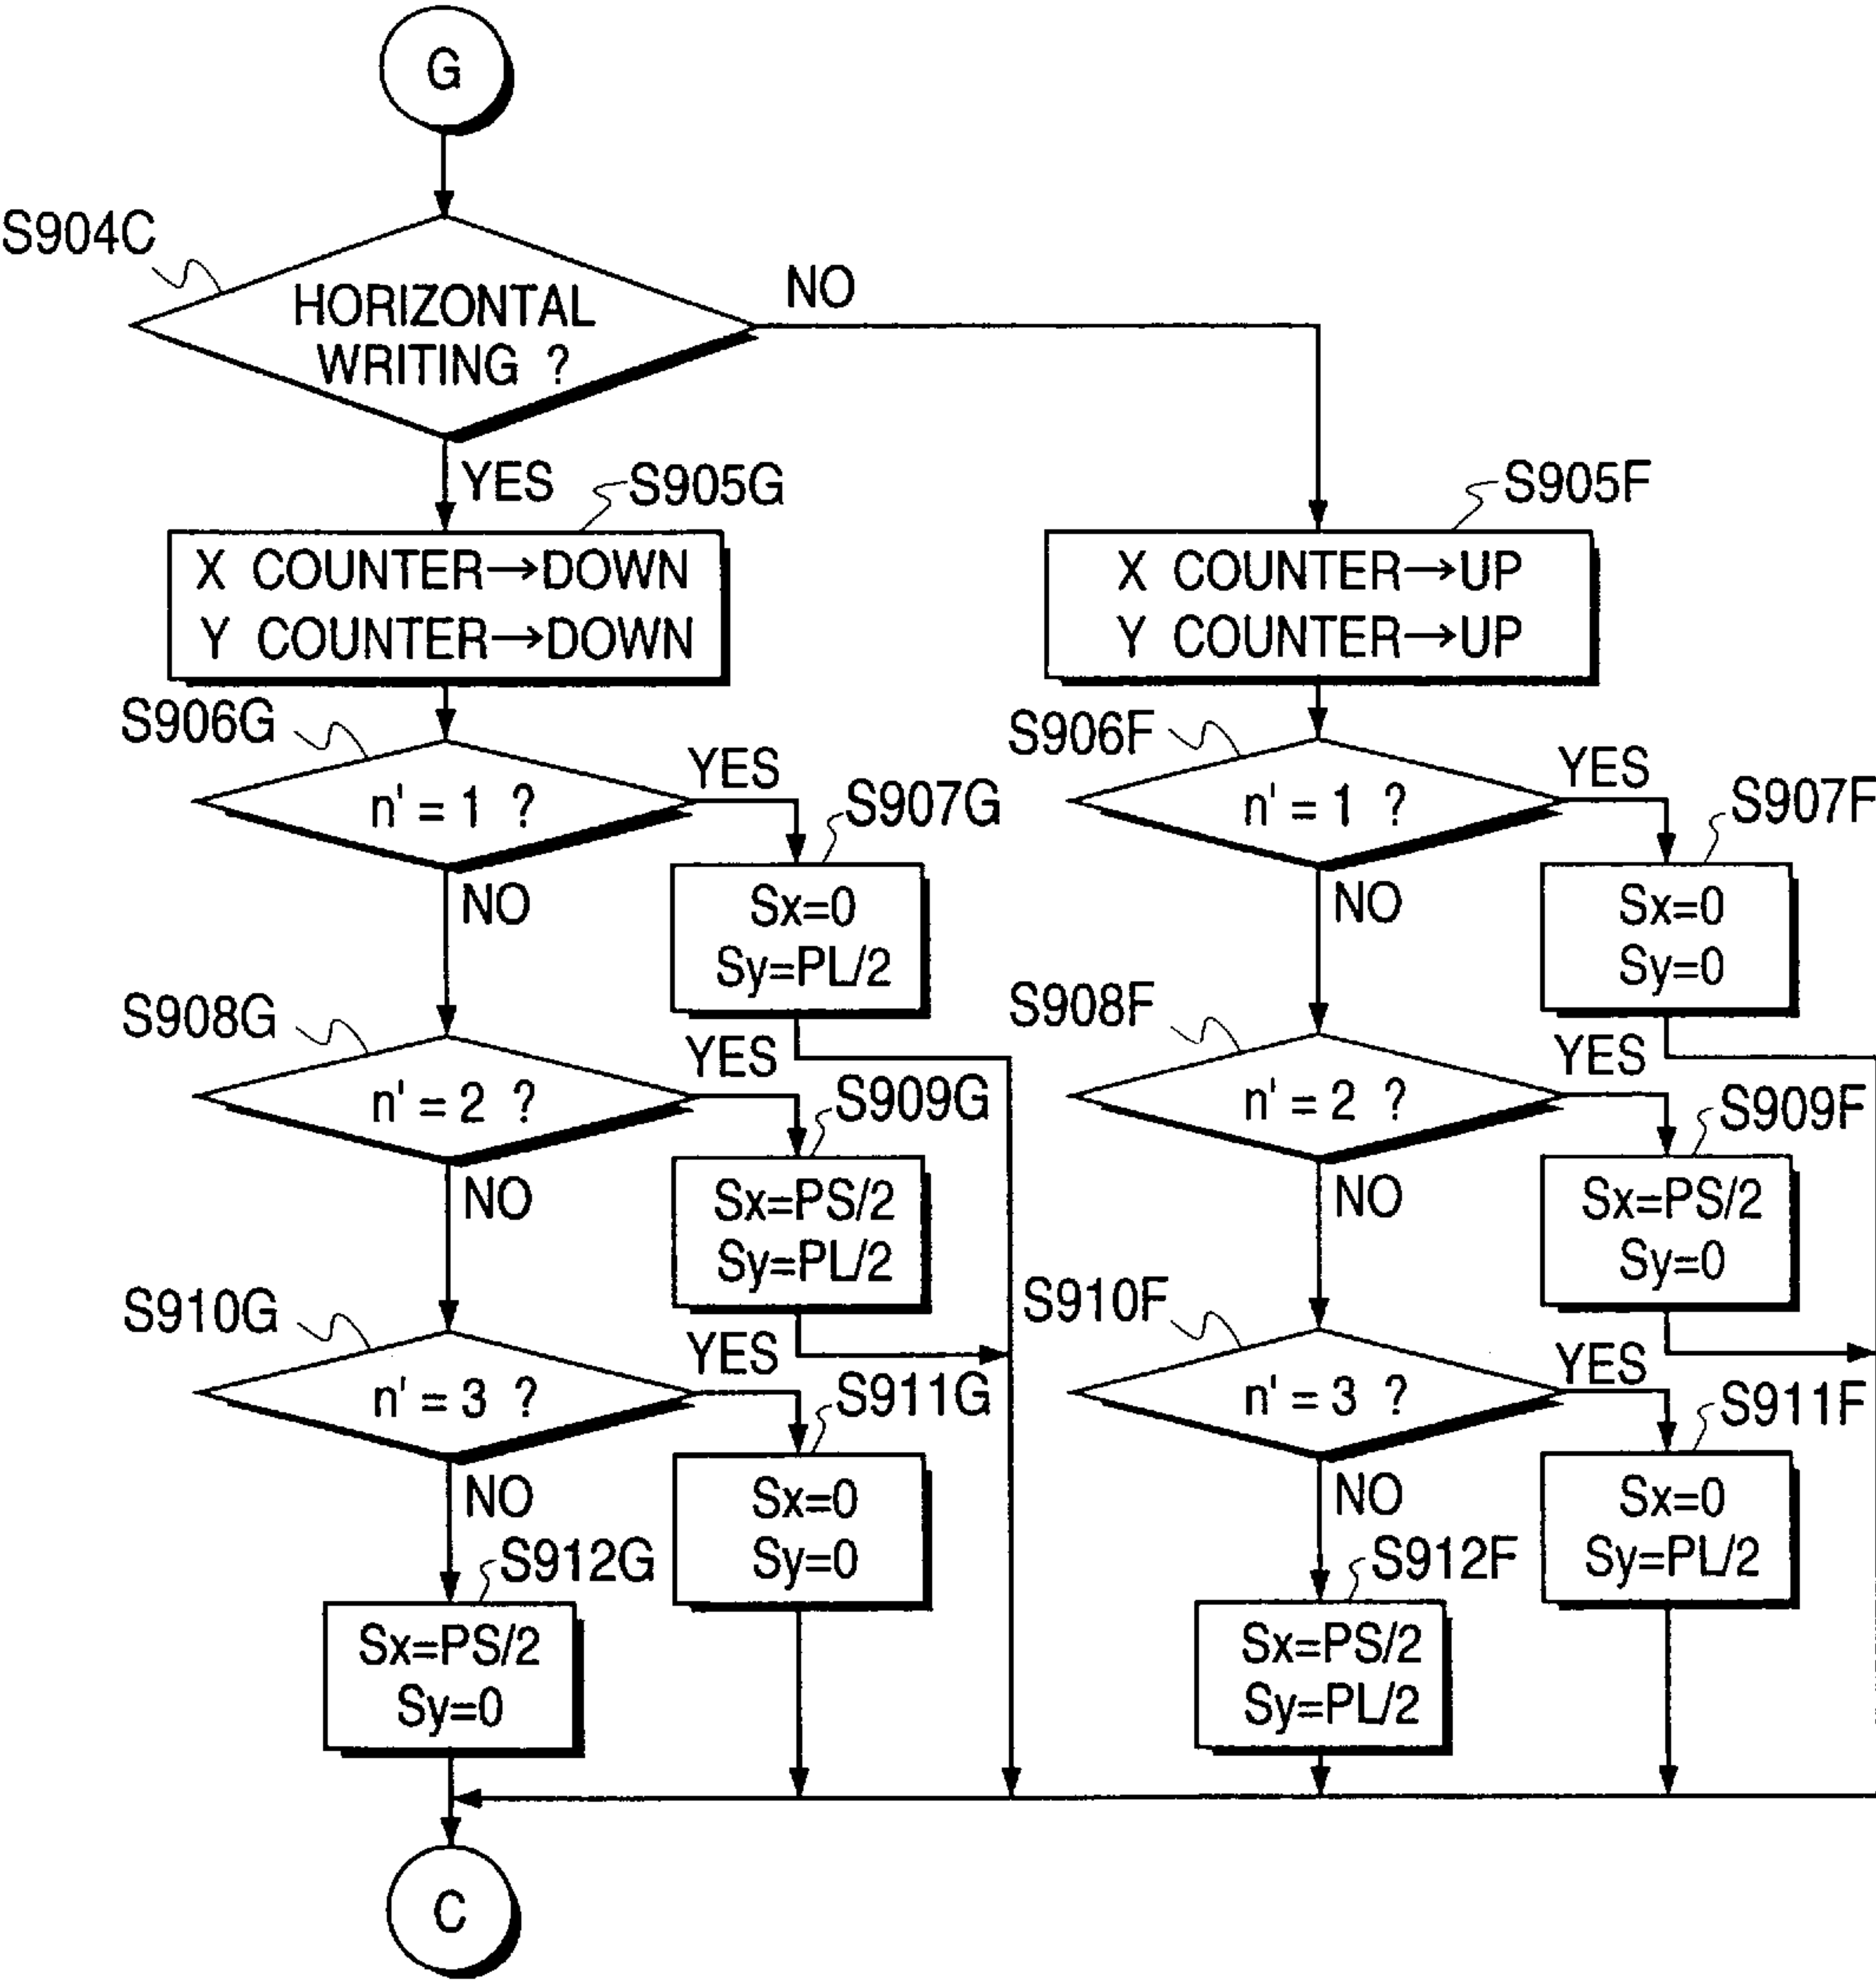 G
S904C
HORIZONTAL
WRITING ?
NO
YES
S905G
X COUNTER→DOWN
Y COUNTER→DOWN
S905F
X COUNTER→UP
Y COUNTER→UP
S906G
n' = 1 ?
YES
NO
S907G
Sx=0
Sy=PL/2
S906F
n' = 1 ?
YES
NO
S907F
Sx=0
Sy=0
S908G
n' = 2 ?
YES
NO
S909G
Sx=PS/2
Sy=PL/2
S908F
n' = 2 ?
YES
NO
S909F
Sx=PS/2
Sy=0
S910G
n' = 3 ?
YES
NO
S911G
Sx=0
Sy=0
S910F
n' = 3 ?
YES
NO
S911F
Sx=0
Sy=PL/2
S912G
Sx=PS/2
Sy=0
S912F
Sx=PS/2
Sy=PL/2
C